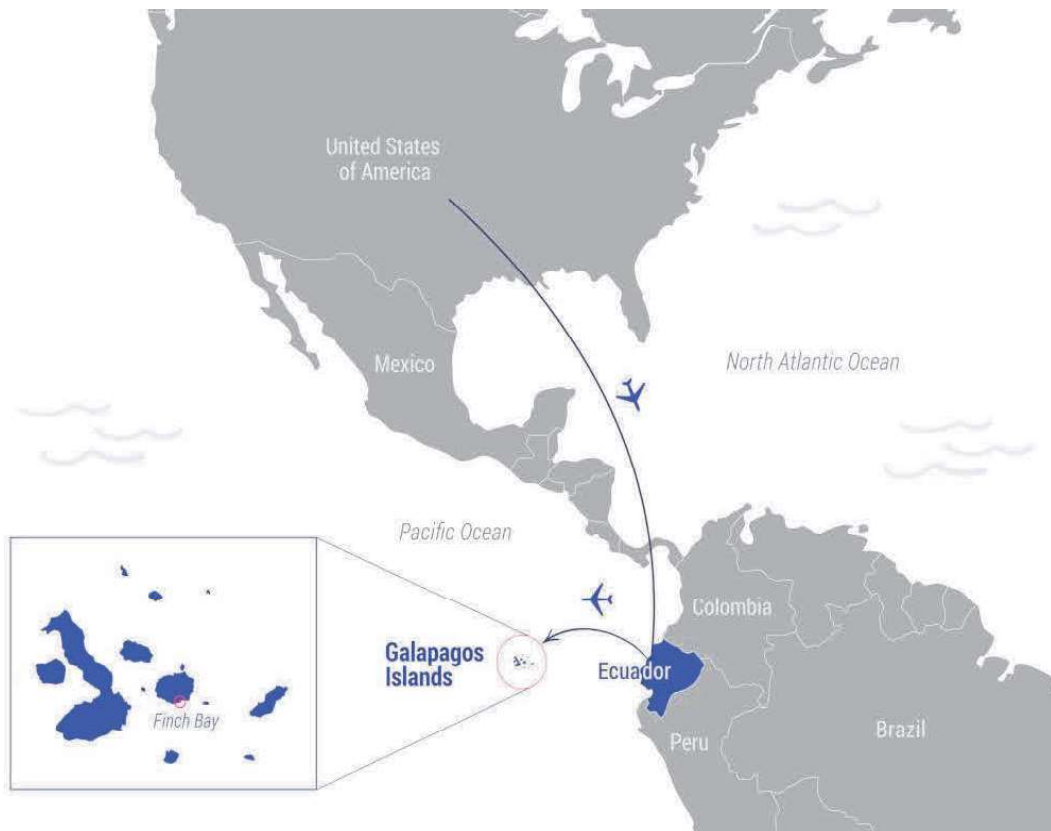 United States
of America
Mexico
North Atlantic Ocean
Pacific Ocean
Colombia
Galapagos
Islands
Ecuador
Finch Bay
Peru
Brazil